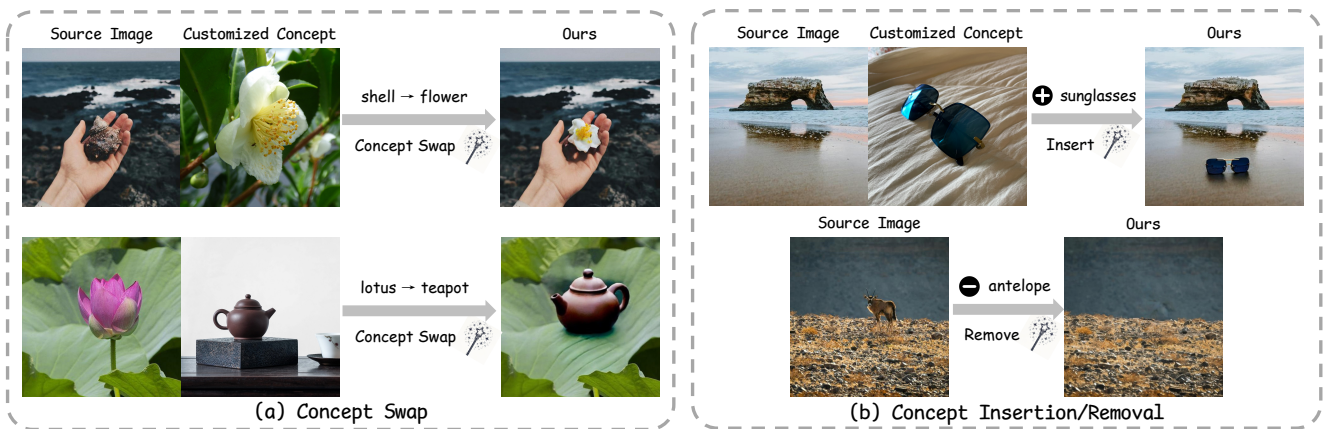 Source Image Customized Concept Ours
shell → flower
Concept Swap
lotus → teapot
Concept Swap
(a) Concept Swap
Source Image Customized Concept Ours
+ sunglasses
Insert
Source Image Ours
− antelope
Remove
(b) Concept Insertion/Removal